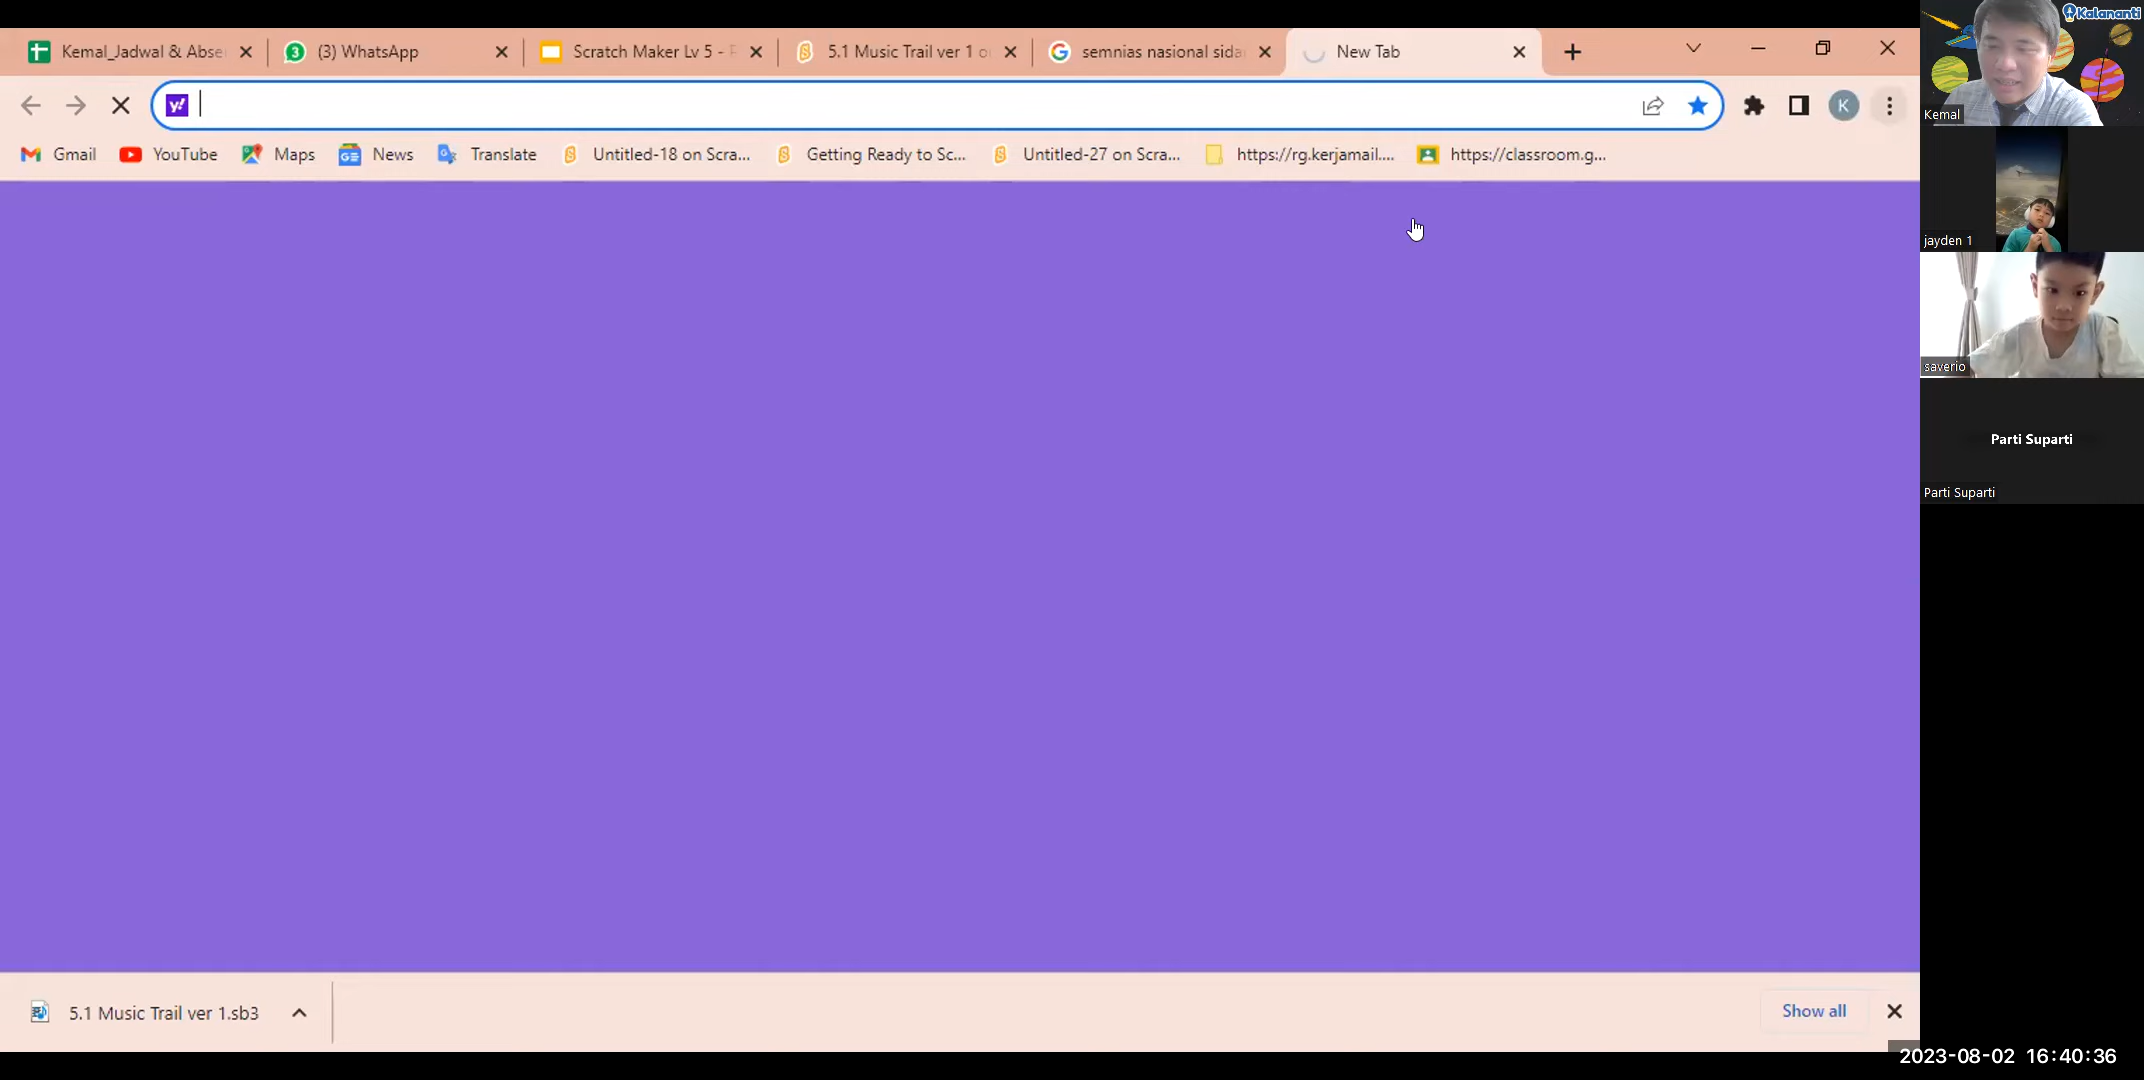 Kemal_Jadwal & Abse
(3) WhatsApp
Scratch Maker Lv 5 -
5.1 Music Trail ver 1 o
semnias nasional sida
New Tab
Gmail
YouTube
Maps
News
Translate
Untitled-18 on Scra...
Getting Ready to Sc...
Untitled-27 on Scra...
https://rg.kerjamail....
https://classroom.g...
Kalananti
Kemal
jayden 1
saverio
Parti Suparti
Parti Suparti
5.1 Music Trail ver 1.sb3
Show all
2023-08-02 16:40:36